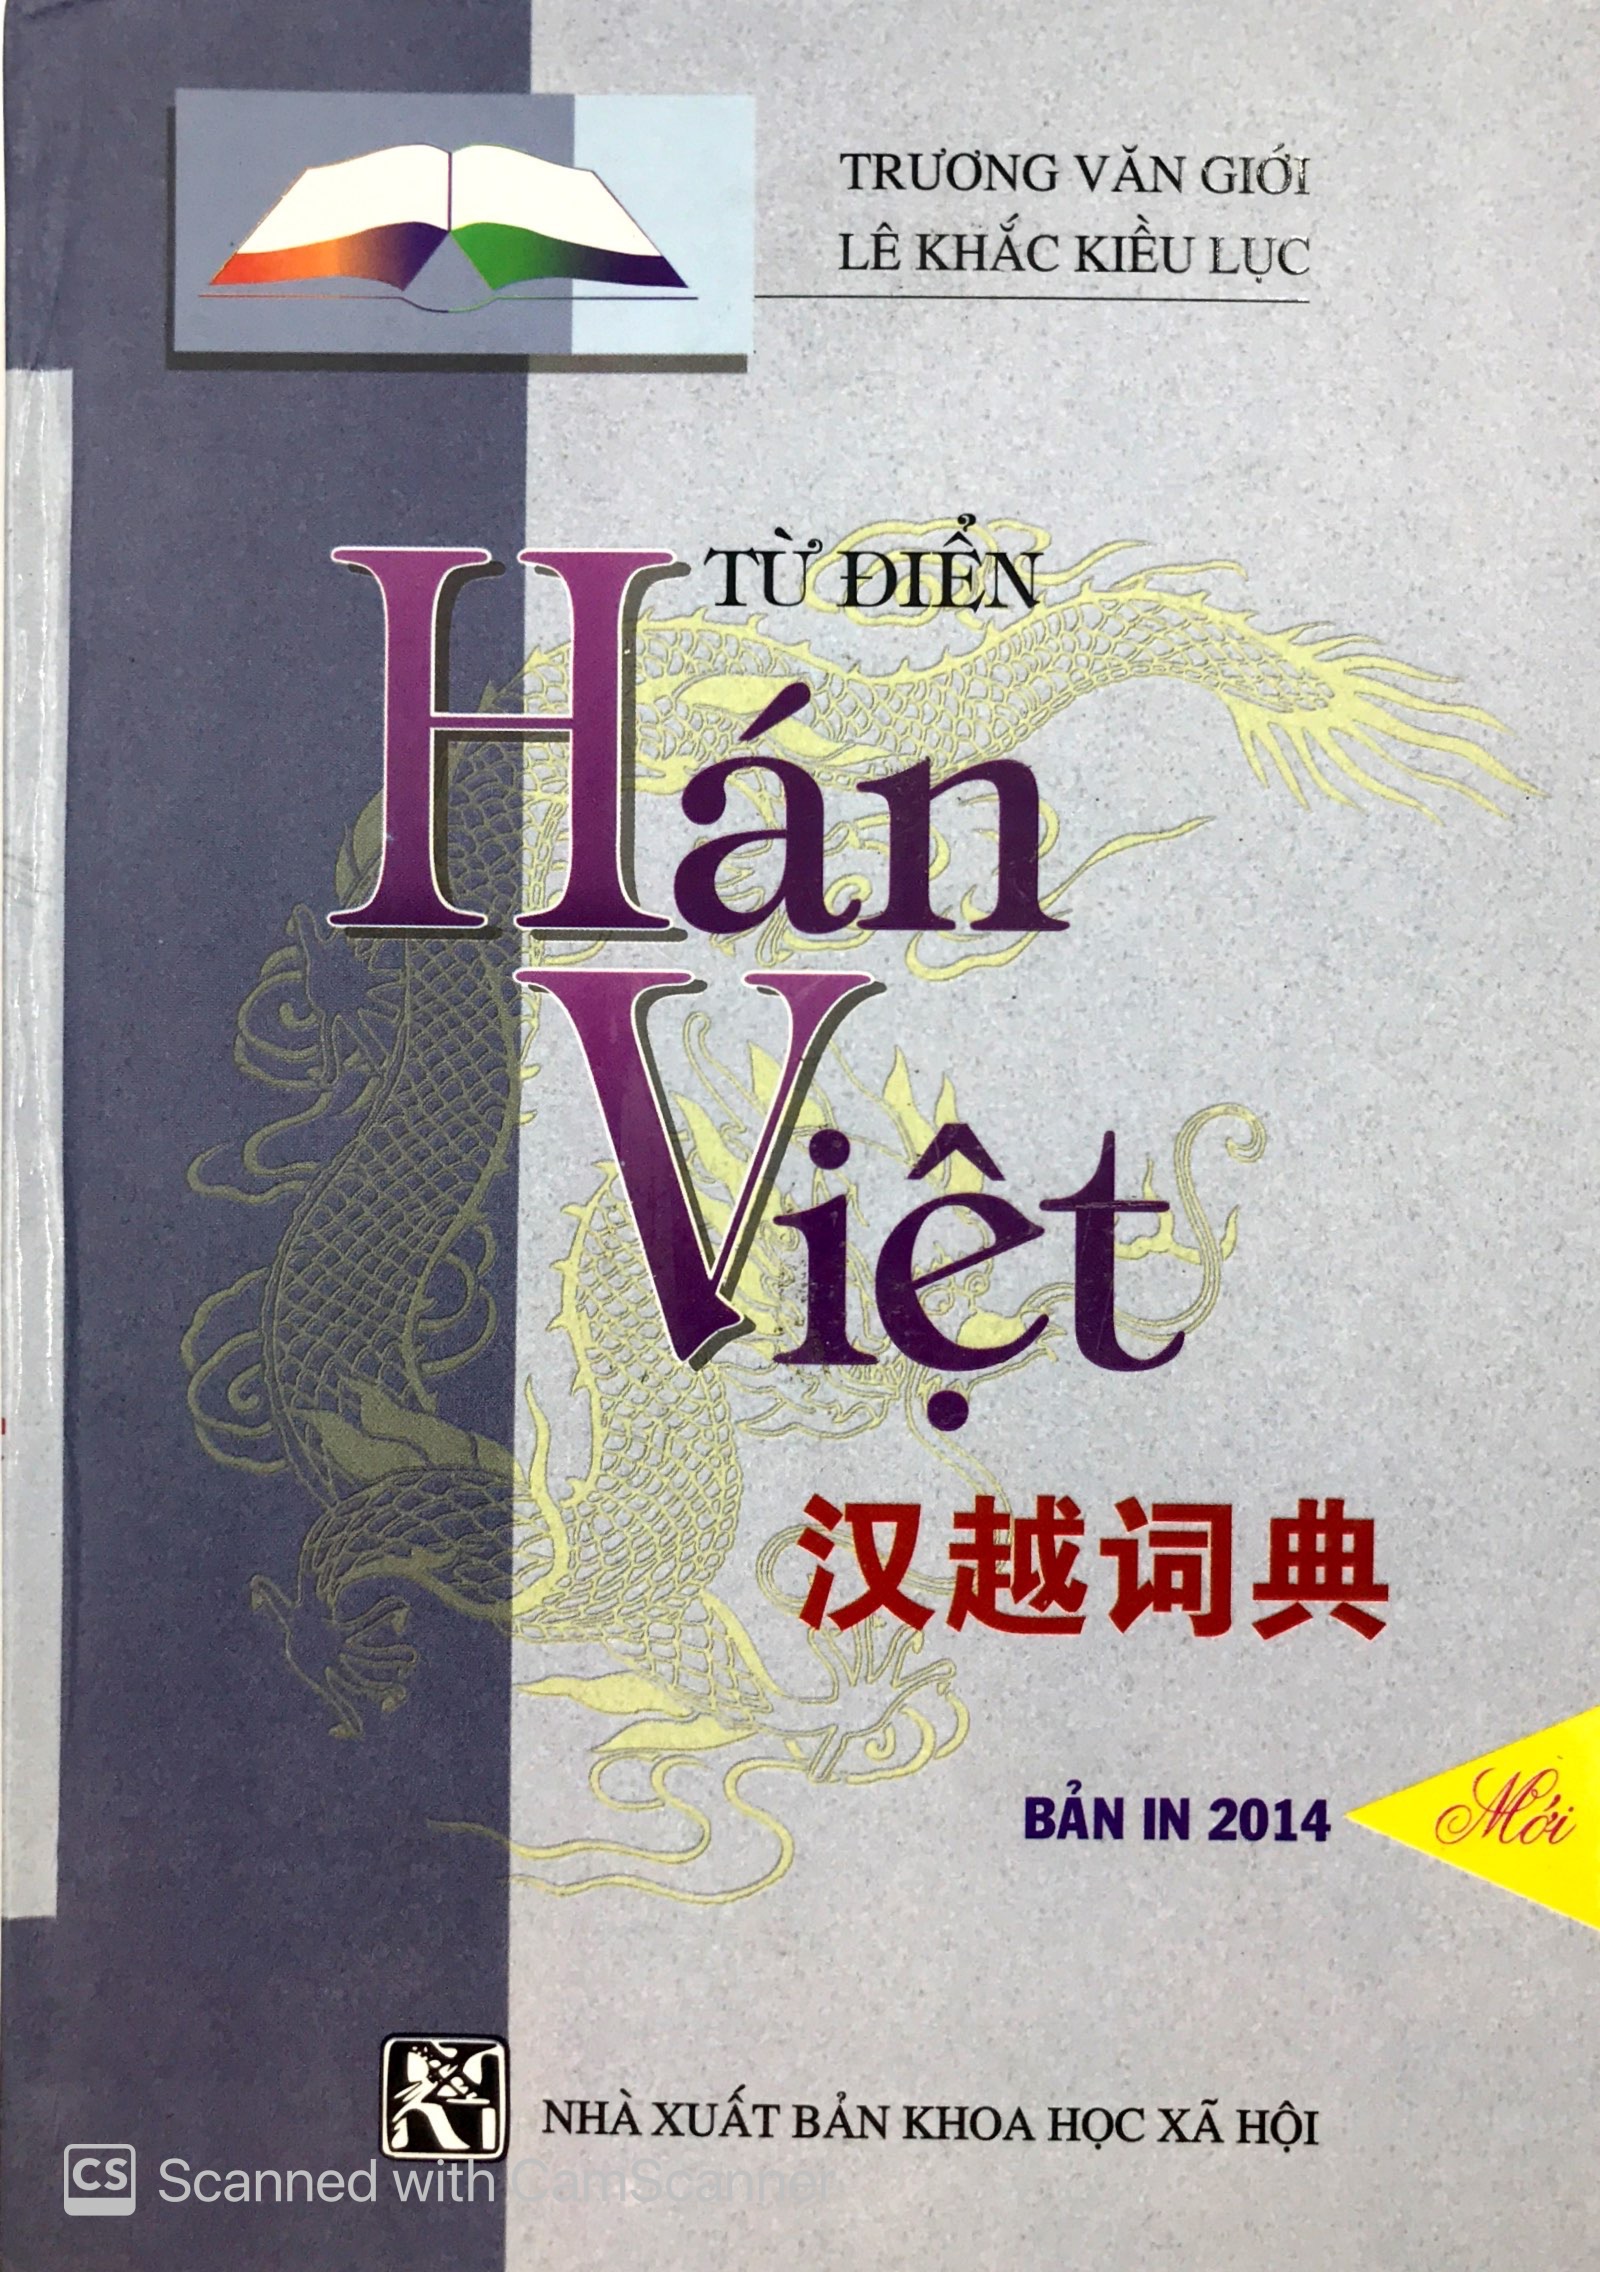 TRƯƠNG VĂN GIỚI
LÊ KHẮC KIỀU LỤC
TỪ ĐIỂN
Hán
Việt
汉越词典
BẢN IN 2014
Mới
NHÀ XUẤT BẢN KHOA HỌC XÃ HỘI
CS Scanned with CamScanner